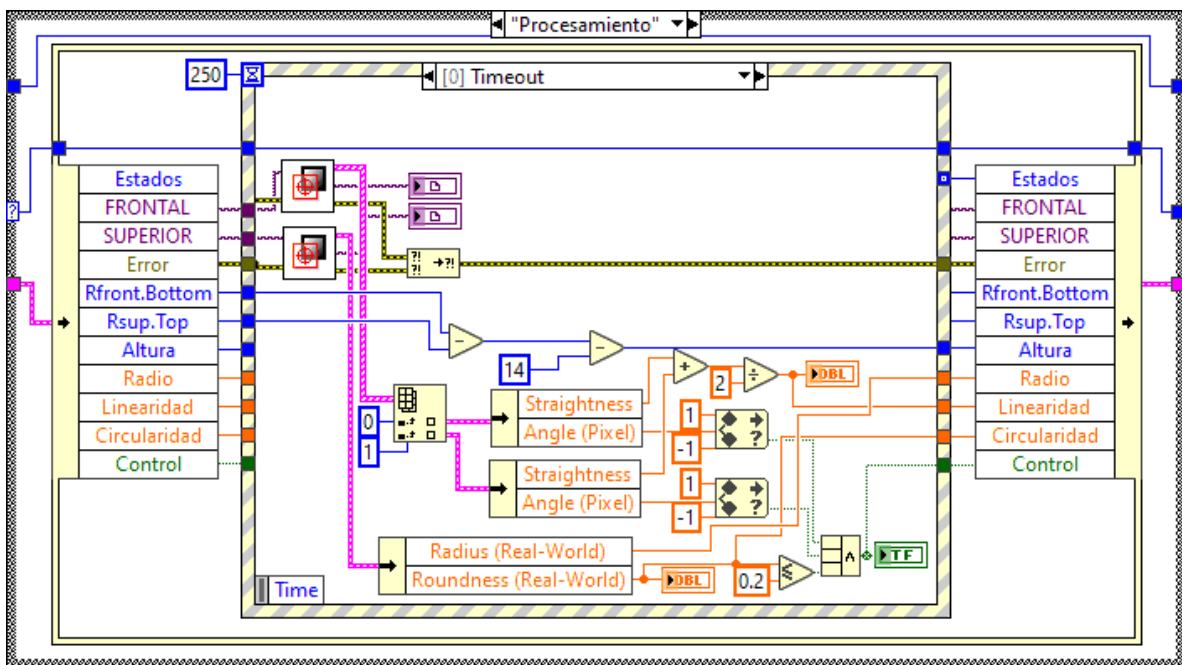 "Procesamiento"
250
[0] Timeout
Estados
FRONTAL
SUPERIOR
Error
Rfront.Bottom
Rsup.Top
Altura
Radio
Linearidad
Circularidad
Control
?
?! ?! →?!
14
2
DBL
0
1
Straightness
Angle (Pixel)
1
-1
?
Straightness
Angle (Pixel)
1
-1
?
Radius (Real-World)
Roundness (Real-World)
DBL
0.2
TF
Time
Estados
FRONTAL
SUPERIOR
Error
Rfront.Bottom
Rsup.Top
Altura
Radio
Linearidad
Circularidad
Control